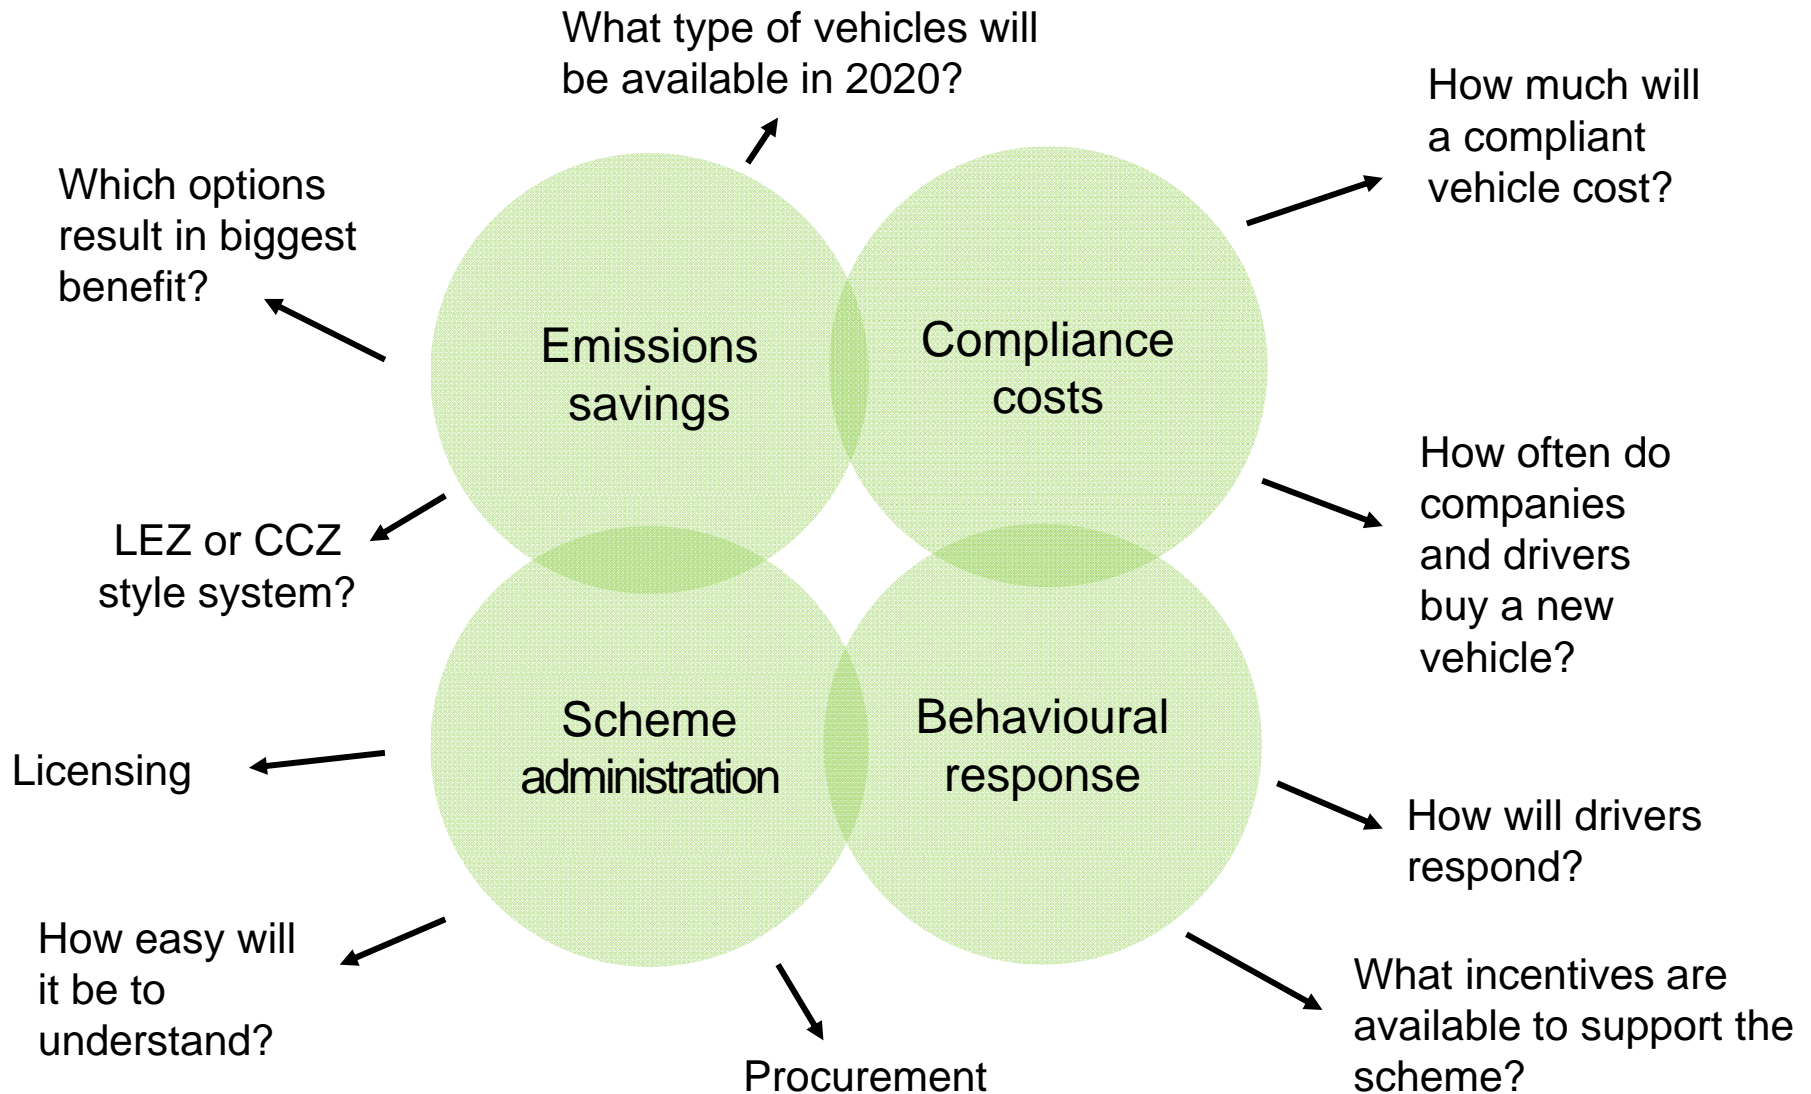 What type of vehicles will
be available in 2020?
How much will
a compliant
vehicle cost?
Which options
result in biggest
benefit?
Emissions
savings
Compliance
costs
How often do
companies
and drivers
buy a new
vehicle?
LEZ or CCZ
style system?
Scheme
administration
Behavioural
response
Licensing
How will drivers
respond?
How easy will
it be to
understand?
What incentives are
available to support the
scheme?
Procurement